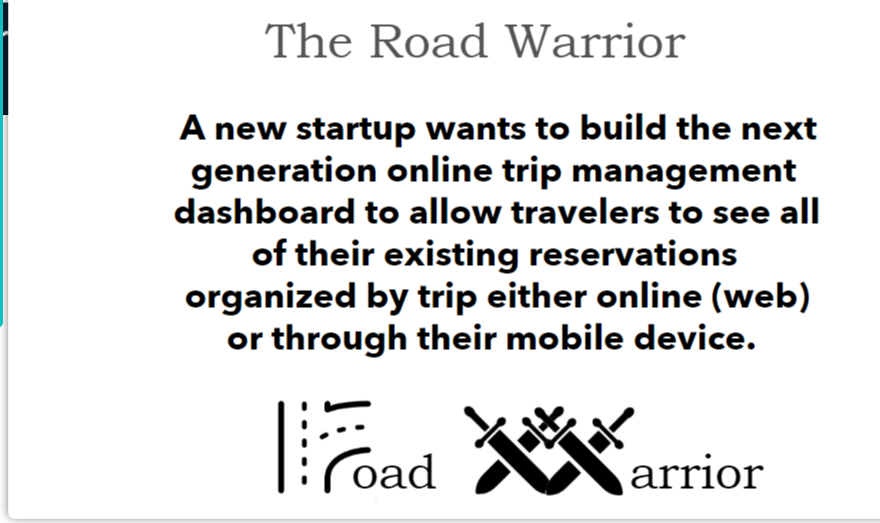 The Road Warrior
A new startup wants to build the next
generation online trip management
dashboard to allow travelers to see all
of their existing reservations
organized by trip either online (web)
or through their mobile device.
Road Warrior